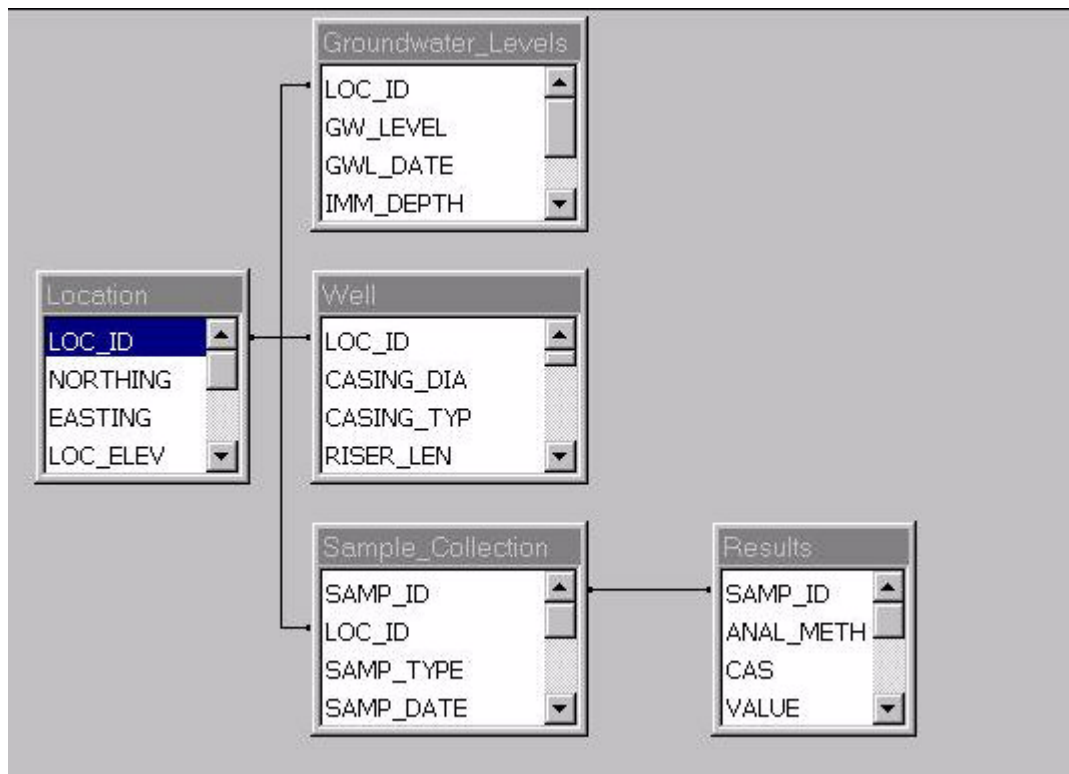 Groundwater_Levels
LOC_ID
GW_LEVEL
GWL_DATE
IMM_DEPTH
Location
LOC_ID
NORTHING
EASTING
LOC_ELEV
Well
LOC_ID
CASING_DIA
CASING_TYP
RISER_LEN
Sample_Collection
SAMP_ID
LOC_ID
SAMP_TYPE
SAMP_DATE
Results
SAMP_ID
ANAL_METH
CAS
VALUE